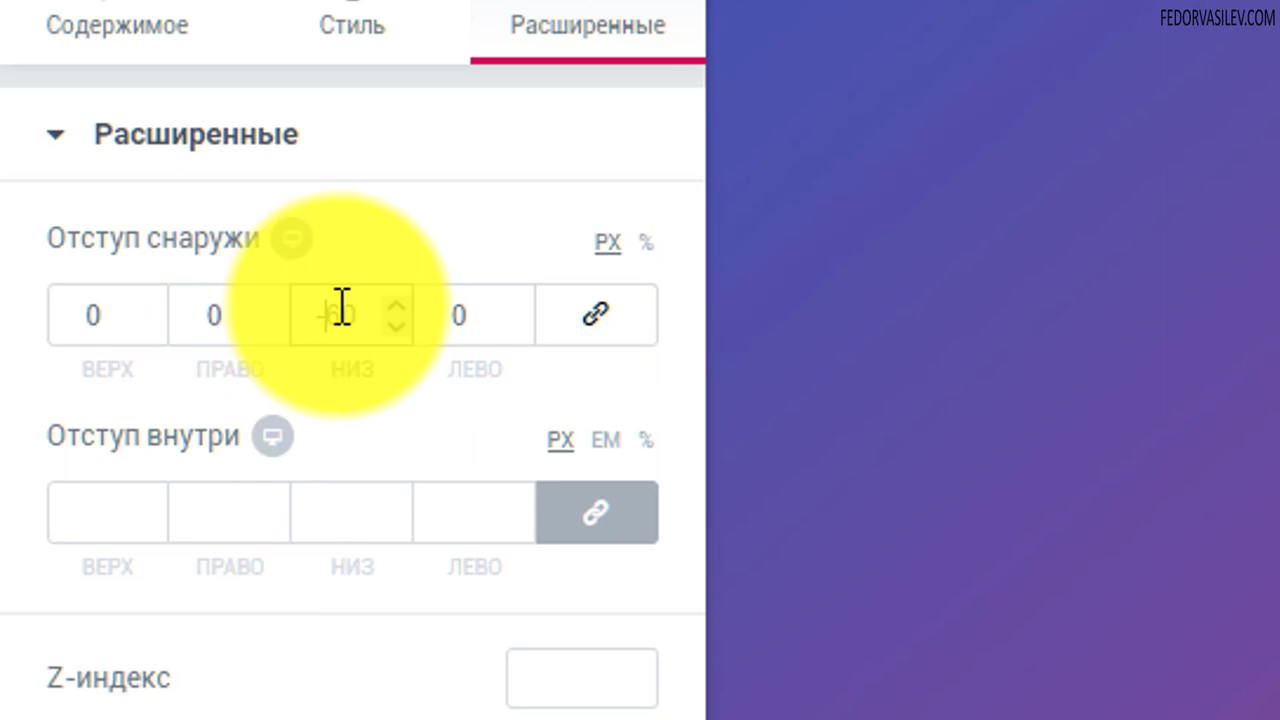 FEDORVASILEV.COM
Содержимое Стиль Расширенные
Расширенные
Отступ снаружи PX %
0 0 -60 0
ВЕРХ ПРАВО НИЗ ЛЕВО
Отступ внутри PX EM %
ВЕРХ ПРАВО НИЗ ЛЕВО
Z-индекс